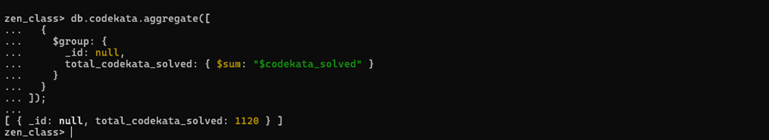 zen_class> db.codekata.aggregate([
...   {
...     $group: {
...       _id: null,
...       total_codekata_solved: { $sum: "$codekata_solved" }
...     }
...   }
... ]);
...
[ { _id: null, total_codekata_solved: 1120 } ]
zen_class>